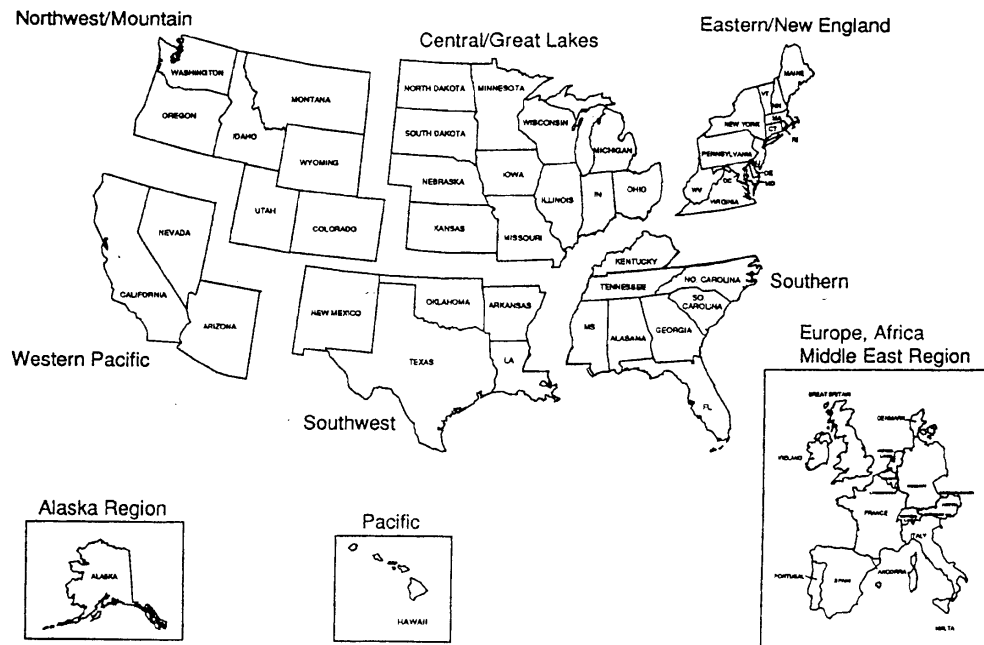 Northwest/Mountain
Central/Great Lakes
Eastern/New England
WASHINGTON
MONTANA
OREGON
IDAHO
WYOMING
UTAH
COLORADO
NORTH DAKOTA
MINNESOTA
SOUTH DAKOTA
WISCONSIN
MICHIGAN
NEBRASKA
IOWA
ILLINOIS
IN
OHIO
KANSAS
MISSOURI
MAINE
VT
NH
NEW YORK
MA
CT
RI
PENNSYLVANIA
NJ
DE
MD
DC
WV
VIRGINIA
NEVADA
CALIFORNIA
ARIZONA
Western Pacific
NEW MEXICO
OKLAHOMA
ARKANSAS
TEXAS
LA
Southwest
KENTUCKY
TENNESSEE
NO. CAROLINA
SO
CAROLINA
MS
ALABAMA
GEORGIA
FL
Southern
Europe, Africa
Middle East Region
GREAT BRITAIN
DENMARK
IRELAND
FRANCE
ITALY
PORTUGAL
SPAIN
ANDORRA
MALTA
Alaska Region
ALASKA
Pacific
HAWAII